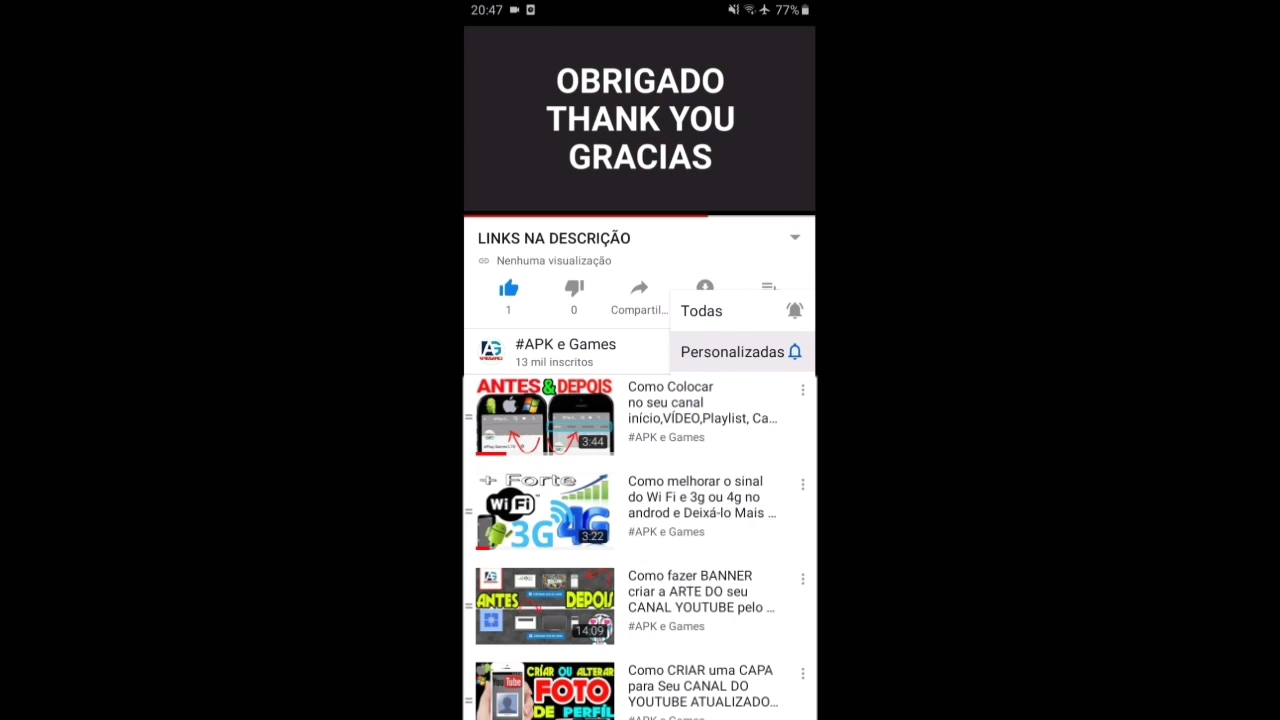 20:47
77%
OBRIGADO
THANK YOU
GRACIAS
LINKS NA DESCRIÇÃO
Nenhuma visualização
1
0
Compartil...
Todas
Personalizadas
#APK e Games
13 mil inscritos
ANTES & DEPOIS
3:44
Como Colocar
no seu canal
início,VÍDEO,Playlist, Ca...
#APK e Games
+ Forte
WiFi
3G
4G
3:22
Como melhorar o sinal
do Wi Fi e 3g ou 4g no
androd e Deixá-lo Mais ...
#APK e Games
ANTES
DEPOIS
14:09
Como fazer BANNER
criar a ARTE DO seu
CANAL YOUTUBE pelo ...
#APK e Games
YouTube
CRIAR OU ALTERAR
FOTO
DE PERFIL
Como CRIAR uma CAPA
para Seu CANAL DO
YOUTUBE ATUALIZADO...
#APK e Games